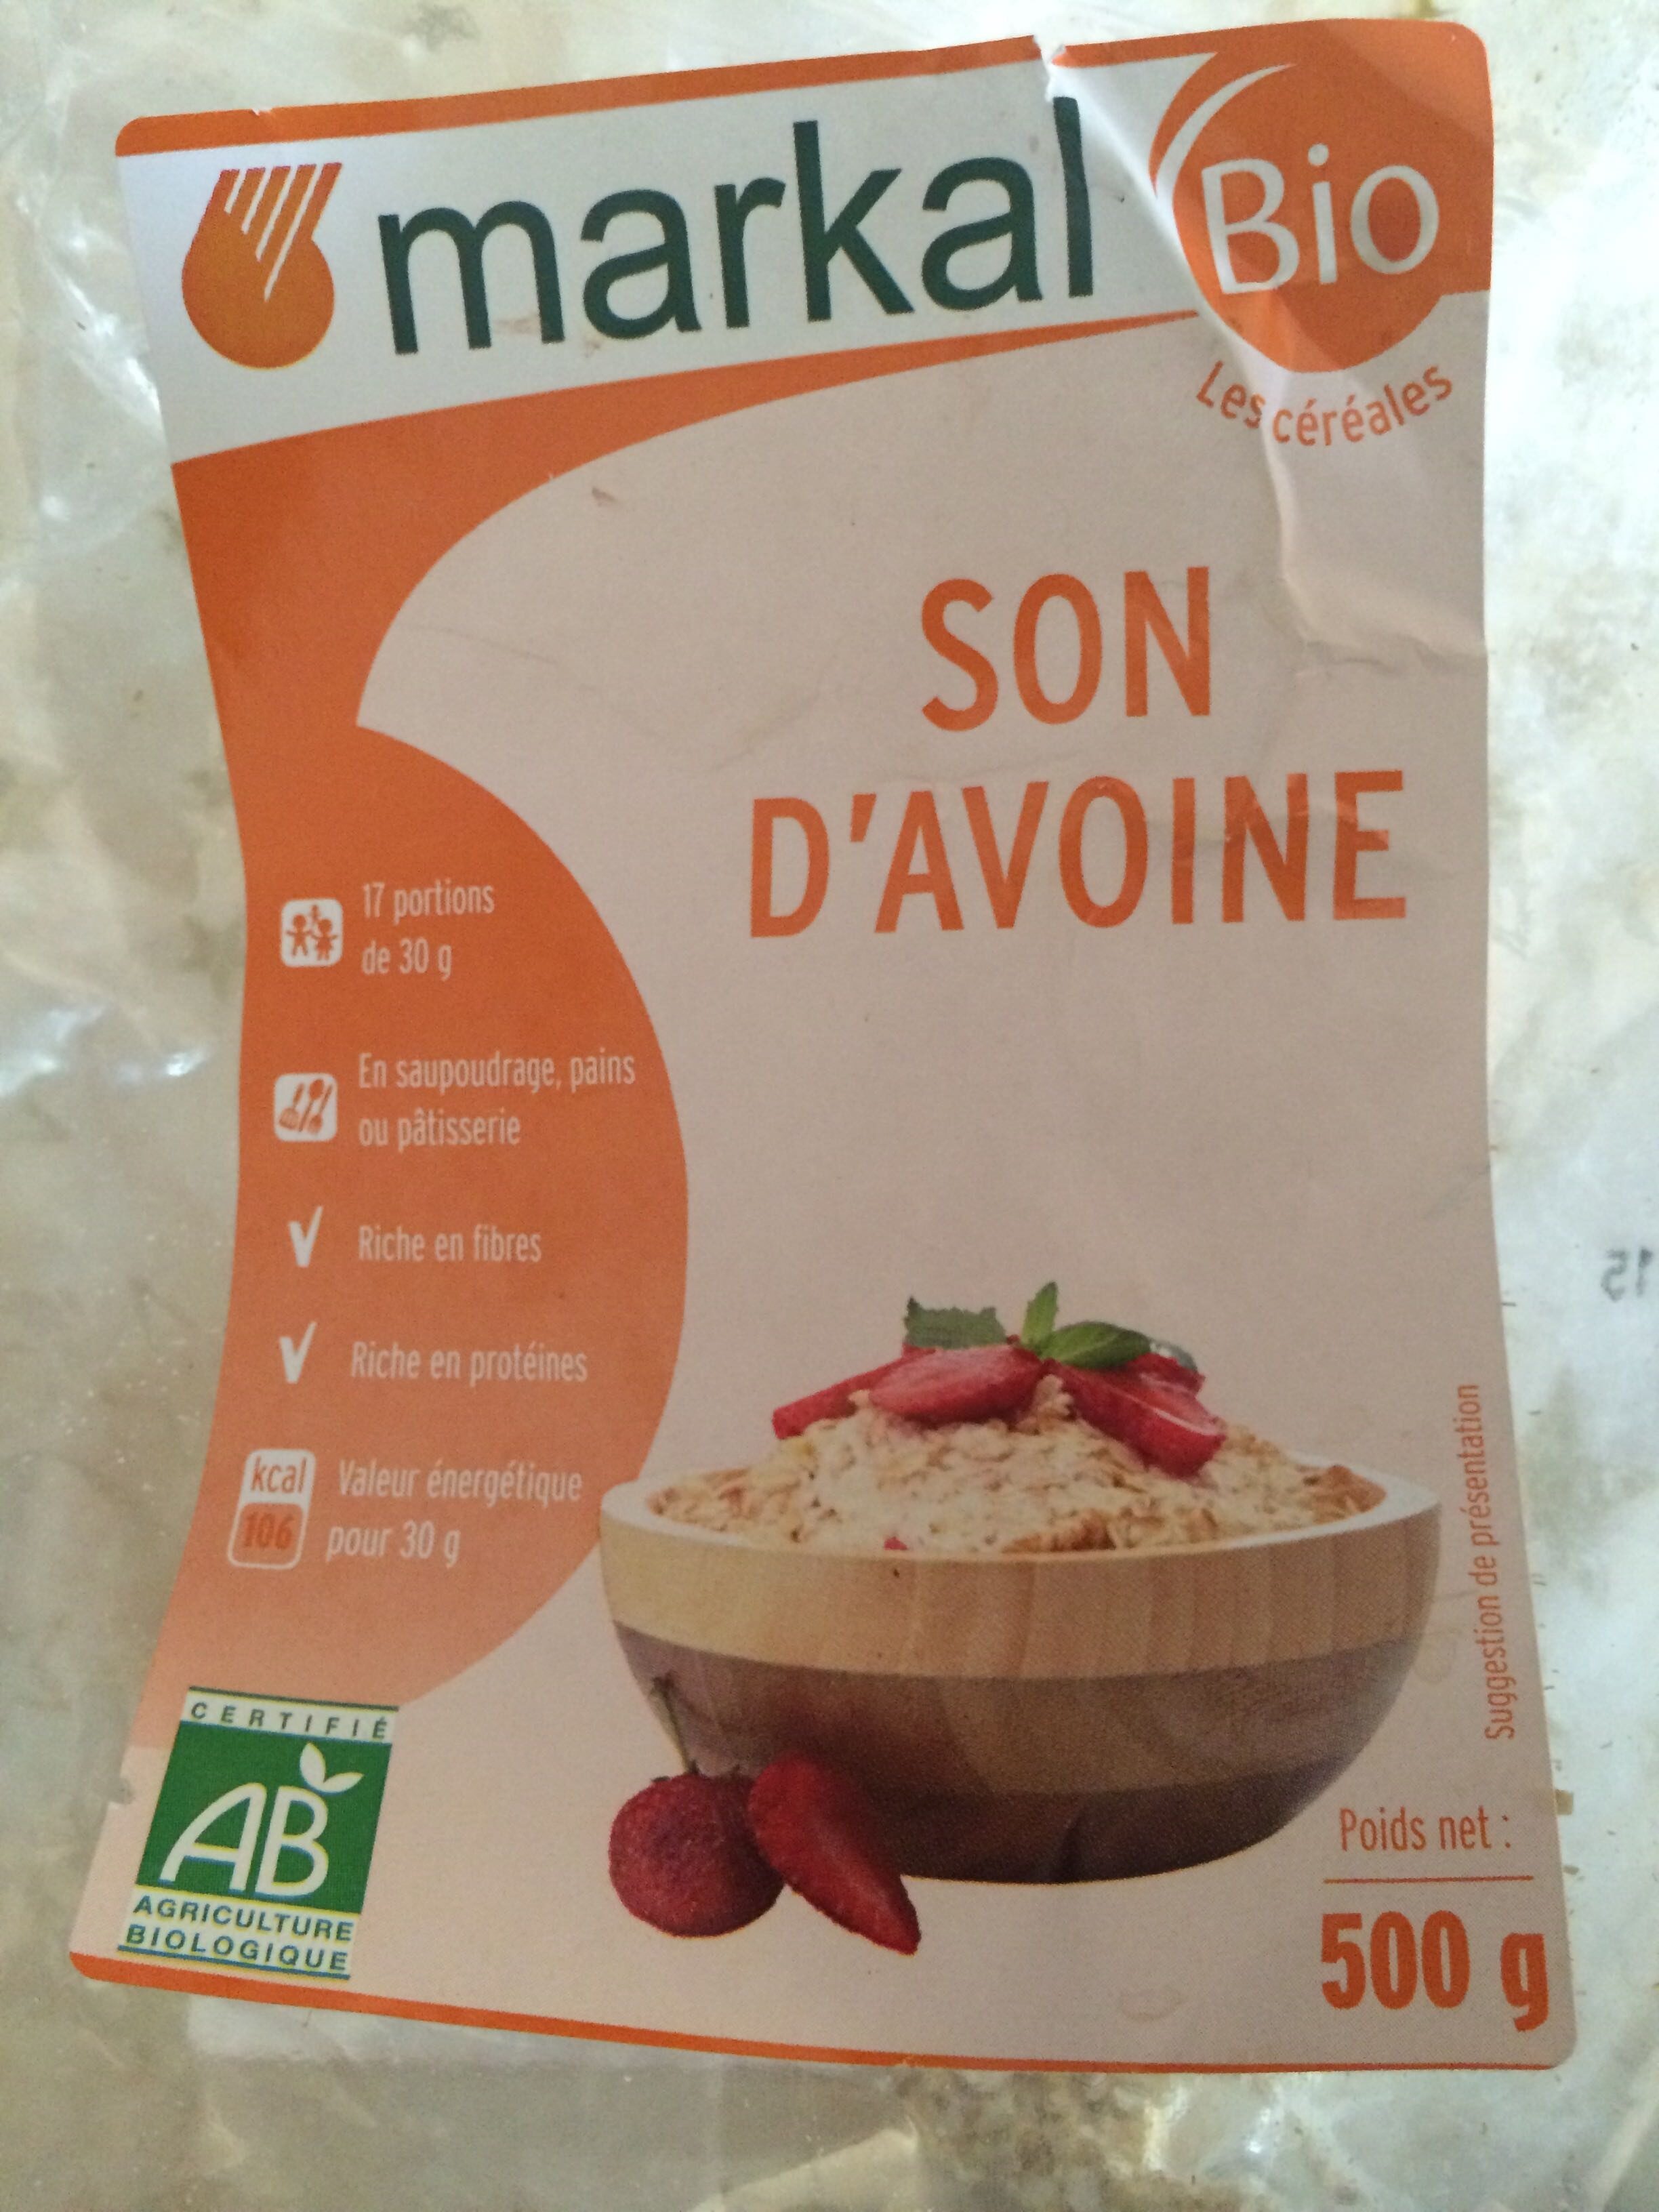 markal
Bio
Les céréales
SON
D'AVOINE
17 portions
de 30 g
En saupoudrage, pains
ou pâtisserie
Riche en fibres
Riche en protéines
kcal
106
Valeur énergétique
pour 30 g
CERTIFIÉ
AB
AGRICULTURE
BIOLOGIQUE
Suggestion de présentation
Poids net :
500 g
15